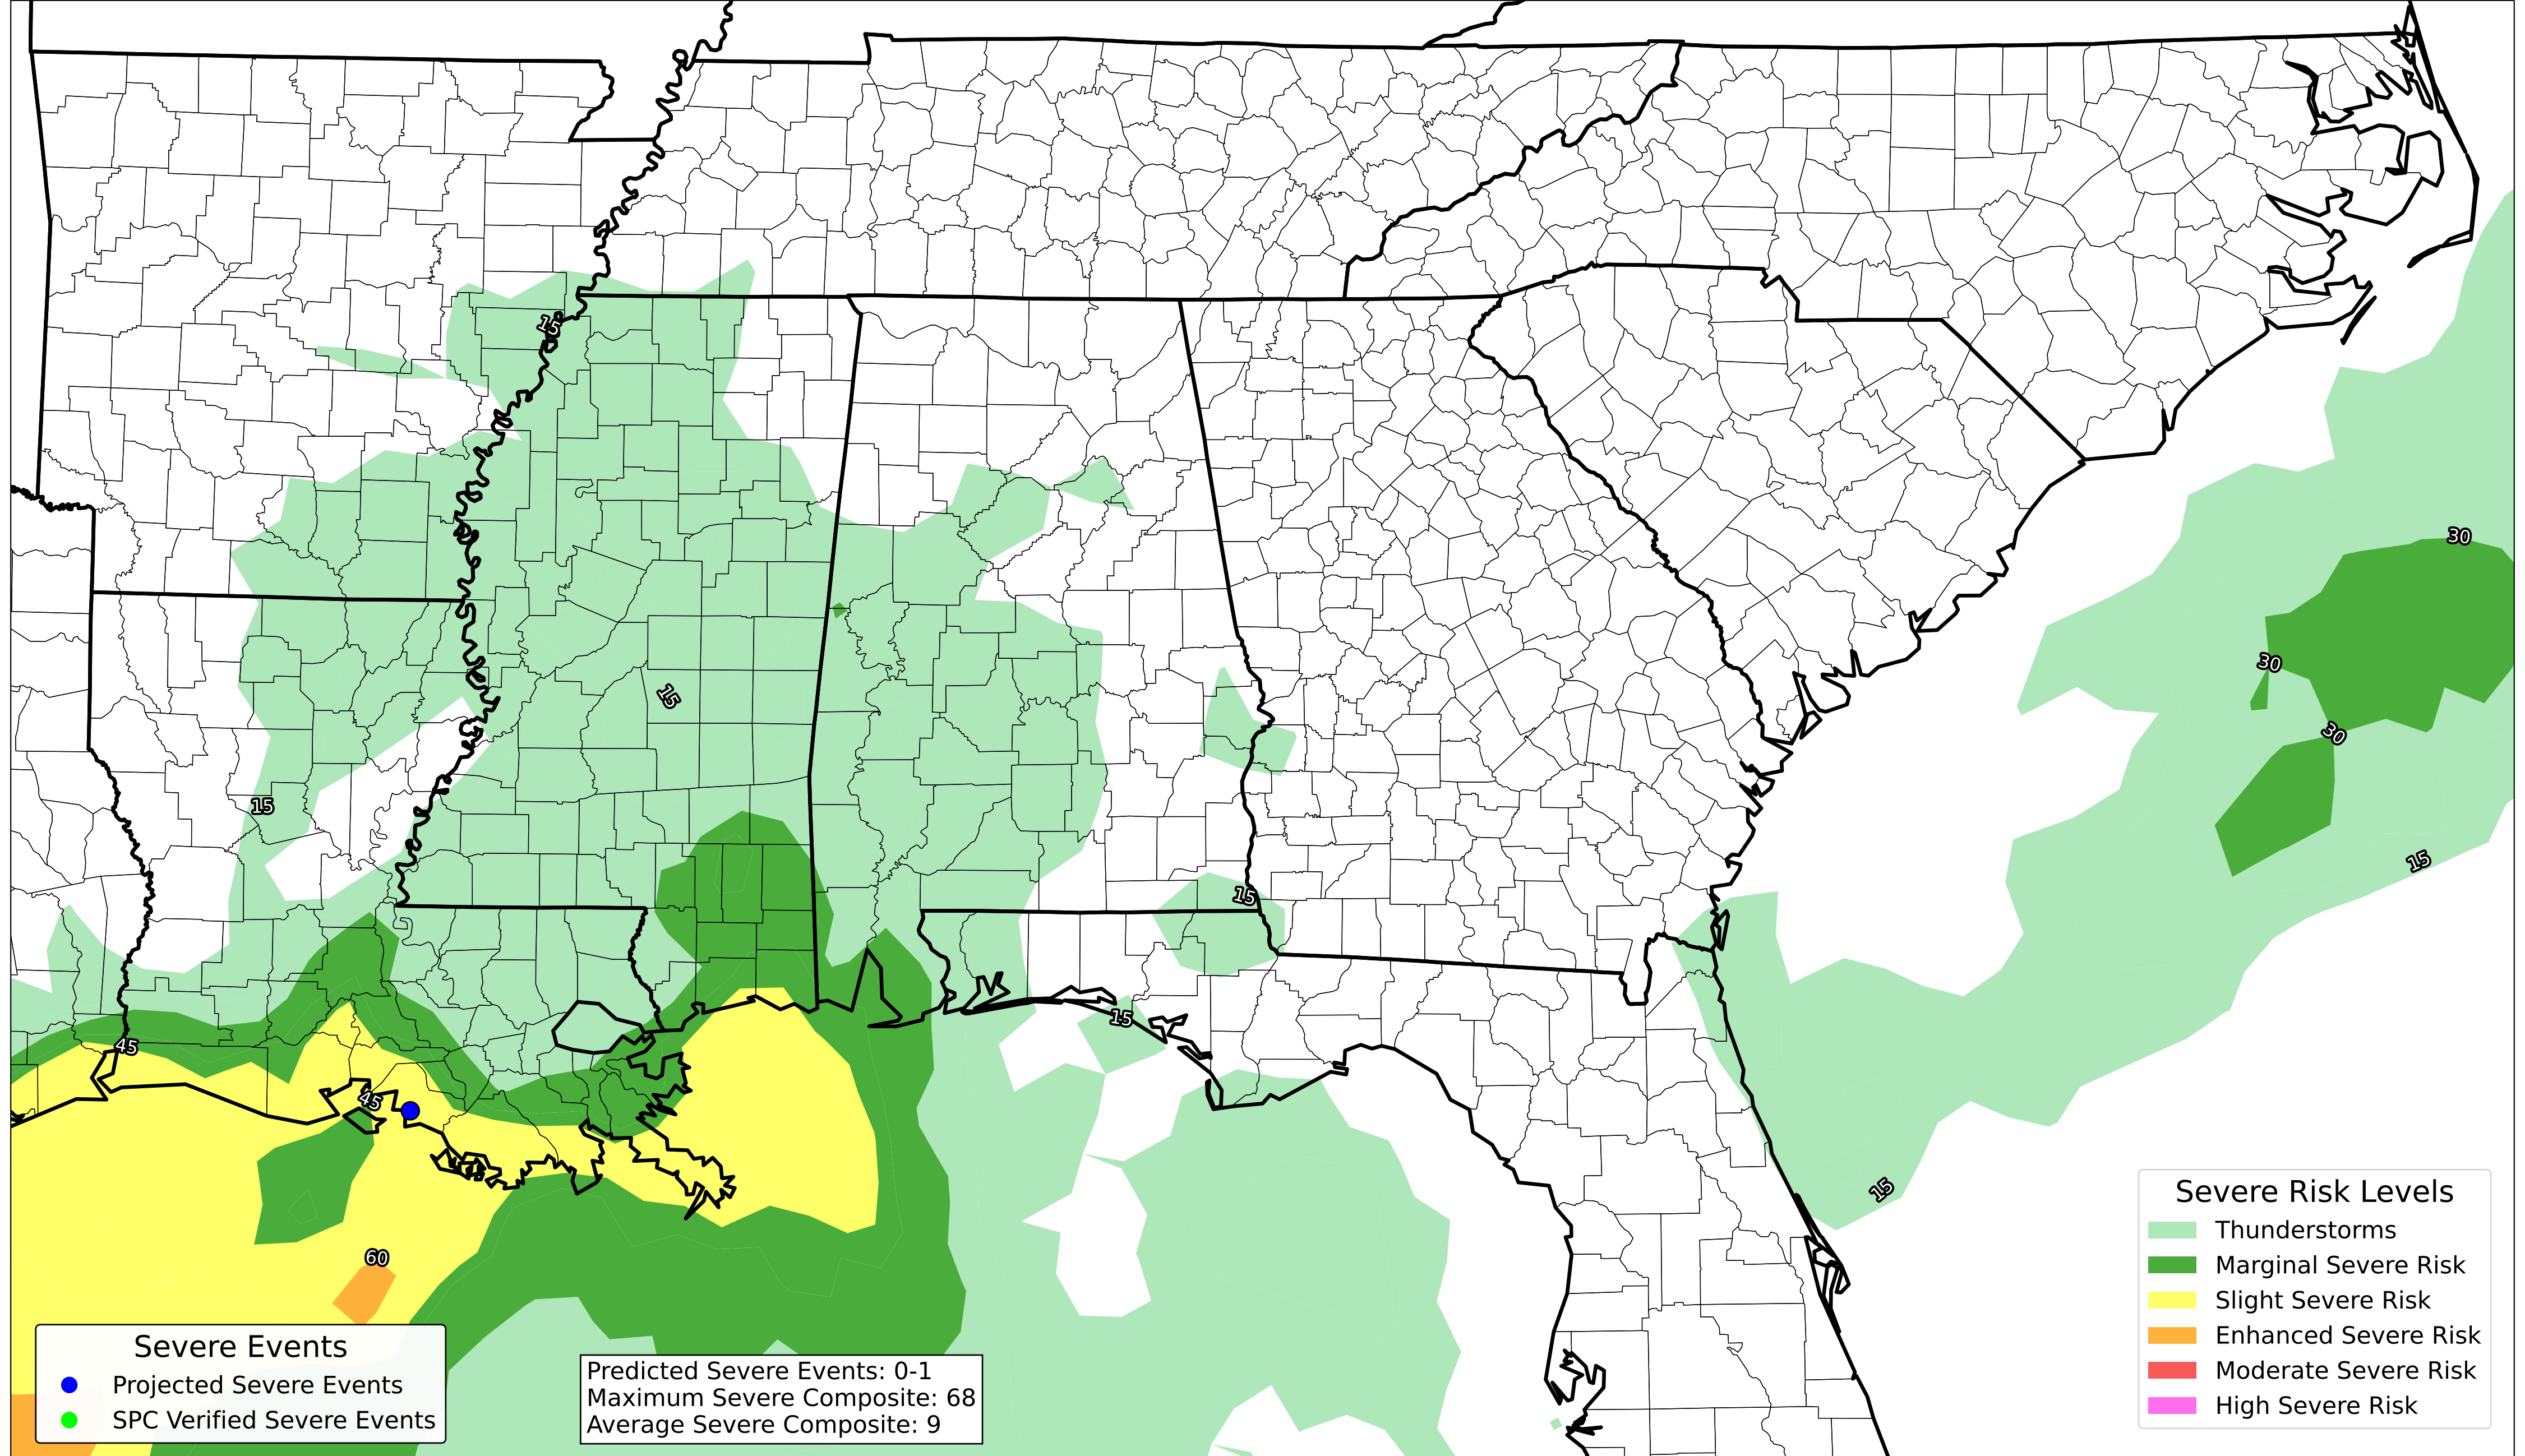 15
30
15
30
30
15
15
15
15
45
45
15
60
Severe Events
Projected Severe Events
SPC Verified Severe Events
Predicted Severe Events: 0-1
Maximum Severe Composite: 68
Average Severe Composite: 9
Severe Risk Levels
Thunderstorms
Marginal Severe Risk
Slight Severe Risk
Enhanced Severe Risk
Moderate Severe Risk
High Severe Risk